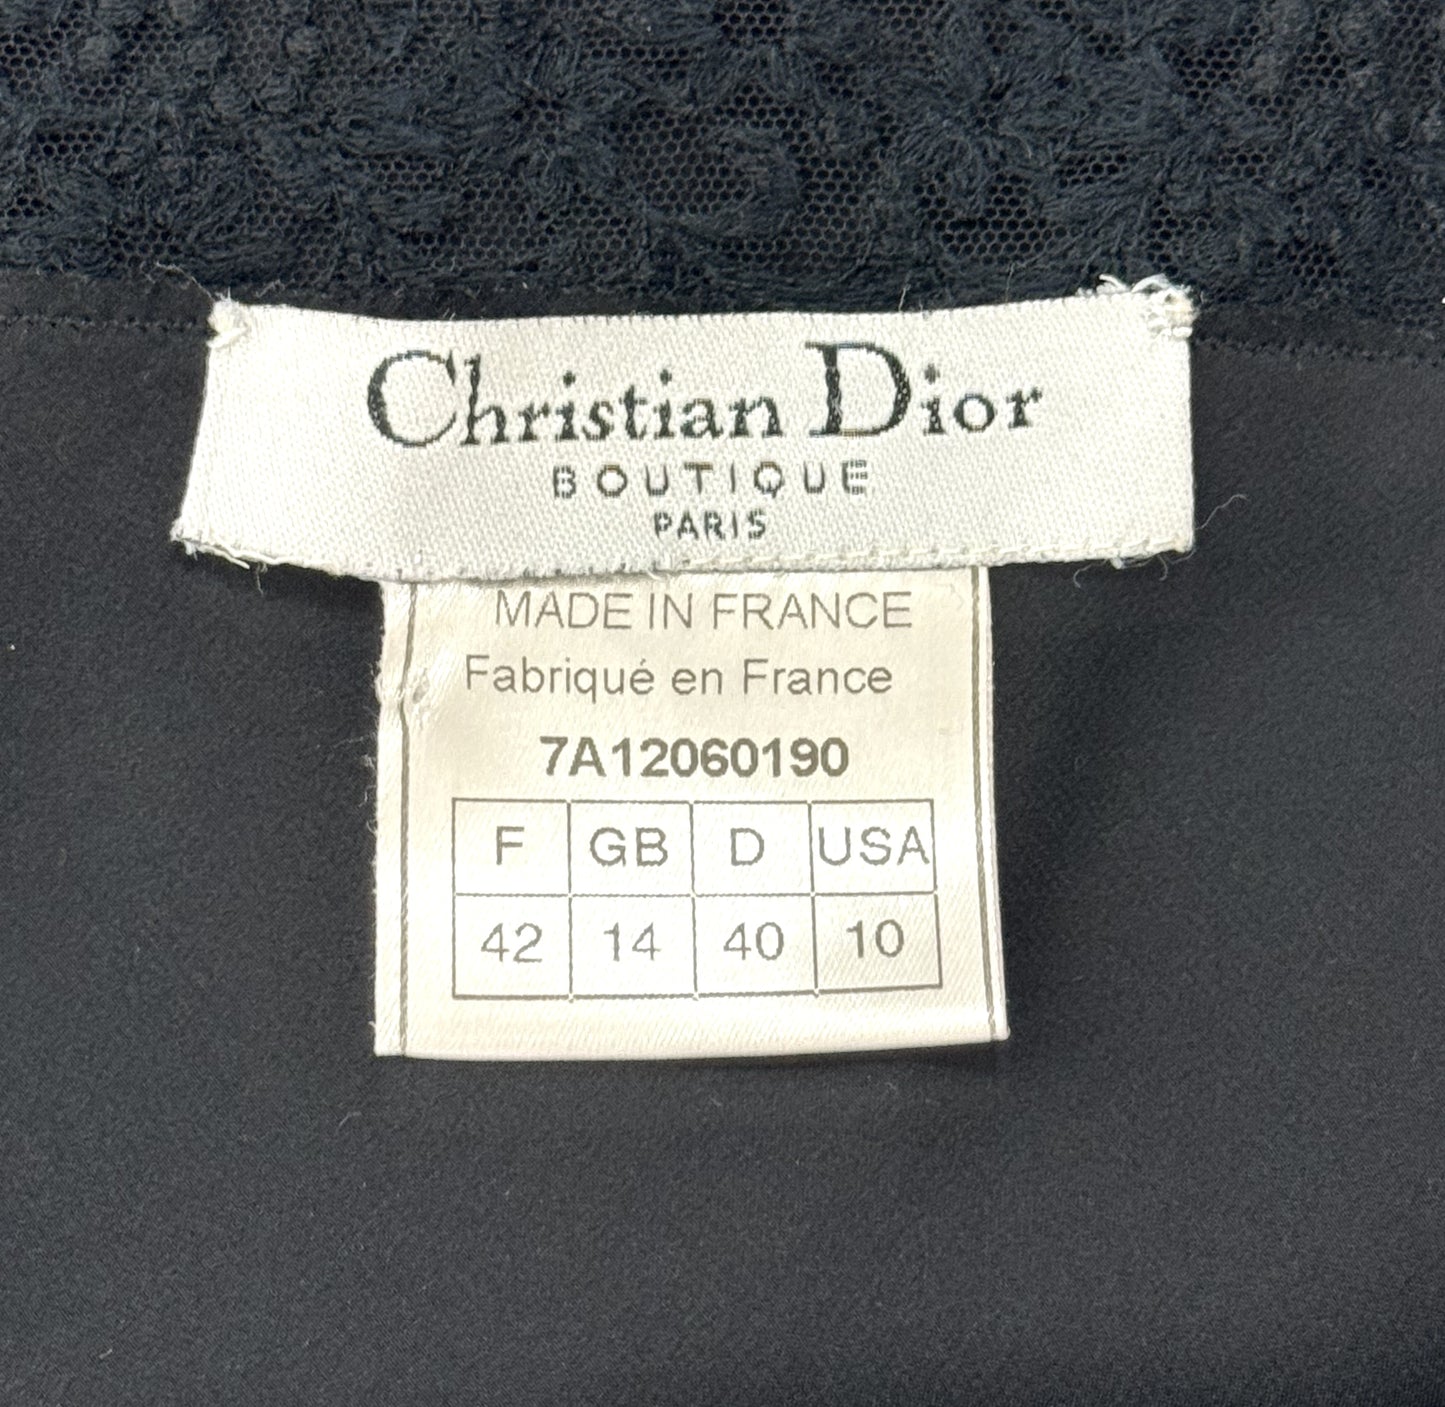 Christian Dior
BOUTIQUE
PARIS
MADE IN FRANCE
Fabriqué en France
7A12060190
F GB D USA
42 14 40 10